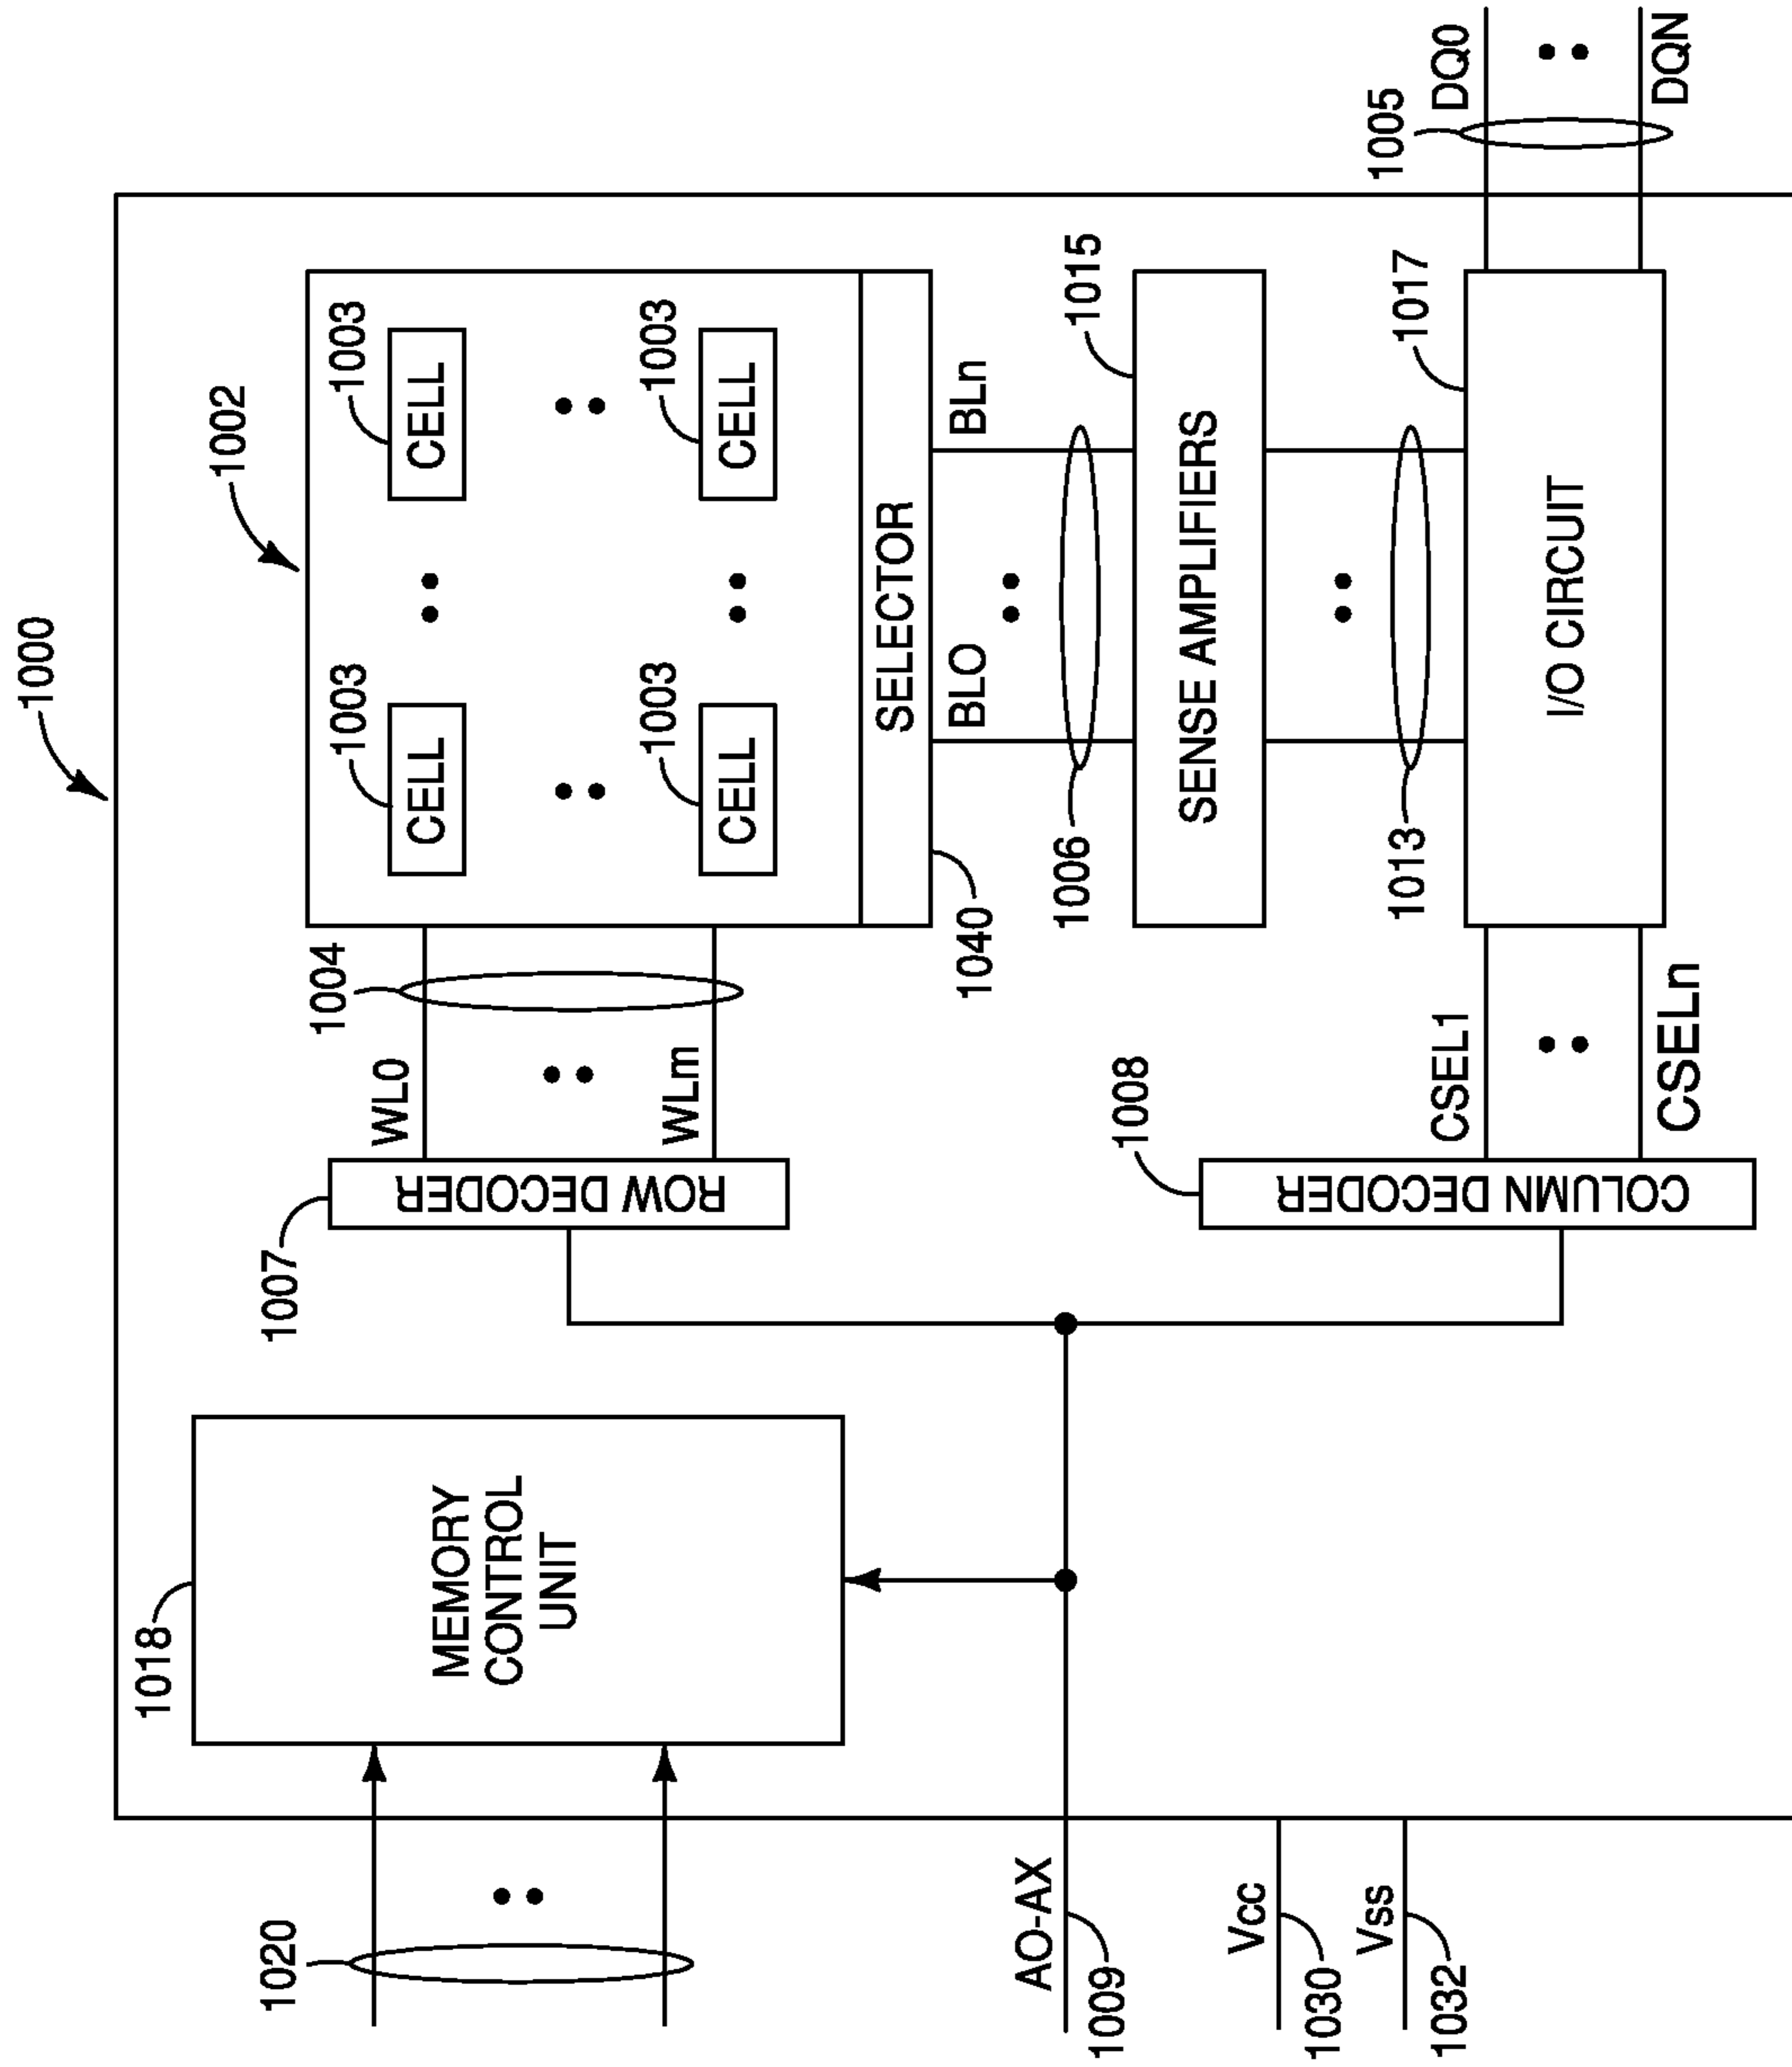 1000
1002
1018
1020
MEMORY
CONTROL
UNIT
1007
ROW DECODER
WL0
WLm
1004
1003
CELL
1003
CELL
1003
CELL
1003
CELL
SELECTOR
1040
BLO
BLn
1006
1015
SENSE AMPLIFIERS
1013
1017
AO-AX
1009
1008
COLUMN DECODER
CSEL1
CSELn
I/O CIRCUIT
1005
DQ0
DQN
Vcc
1030
Vss
1032